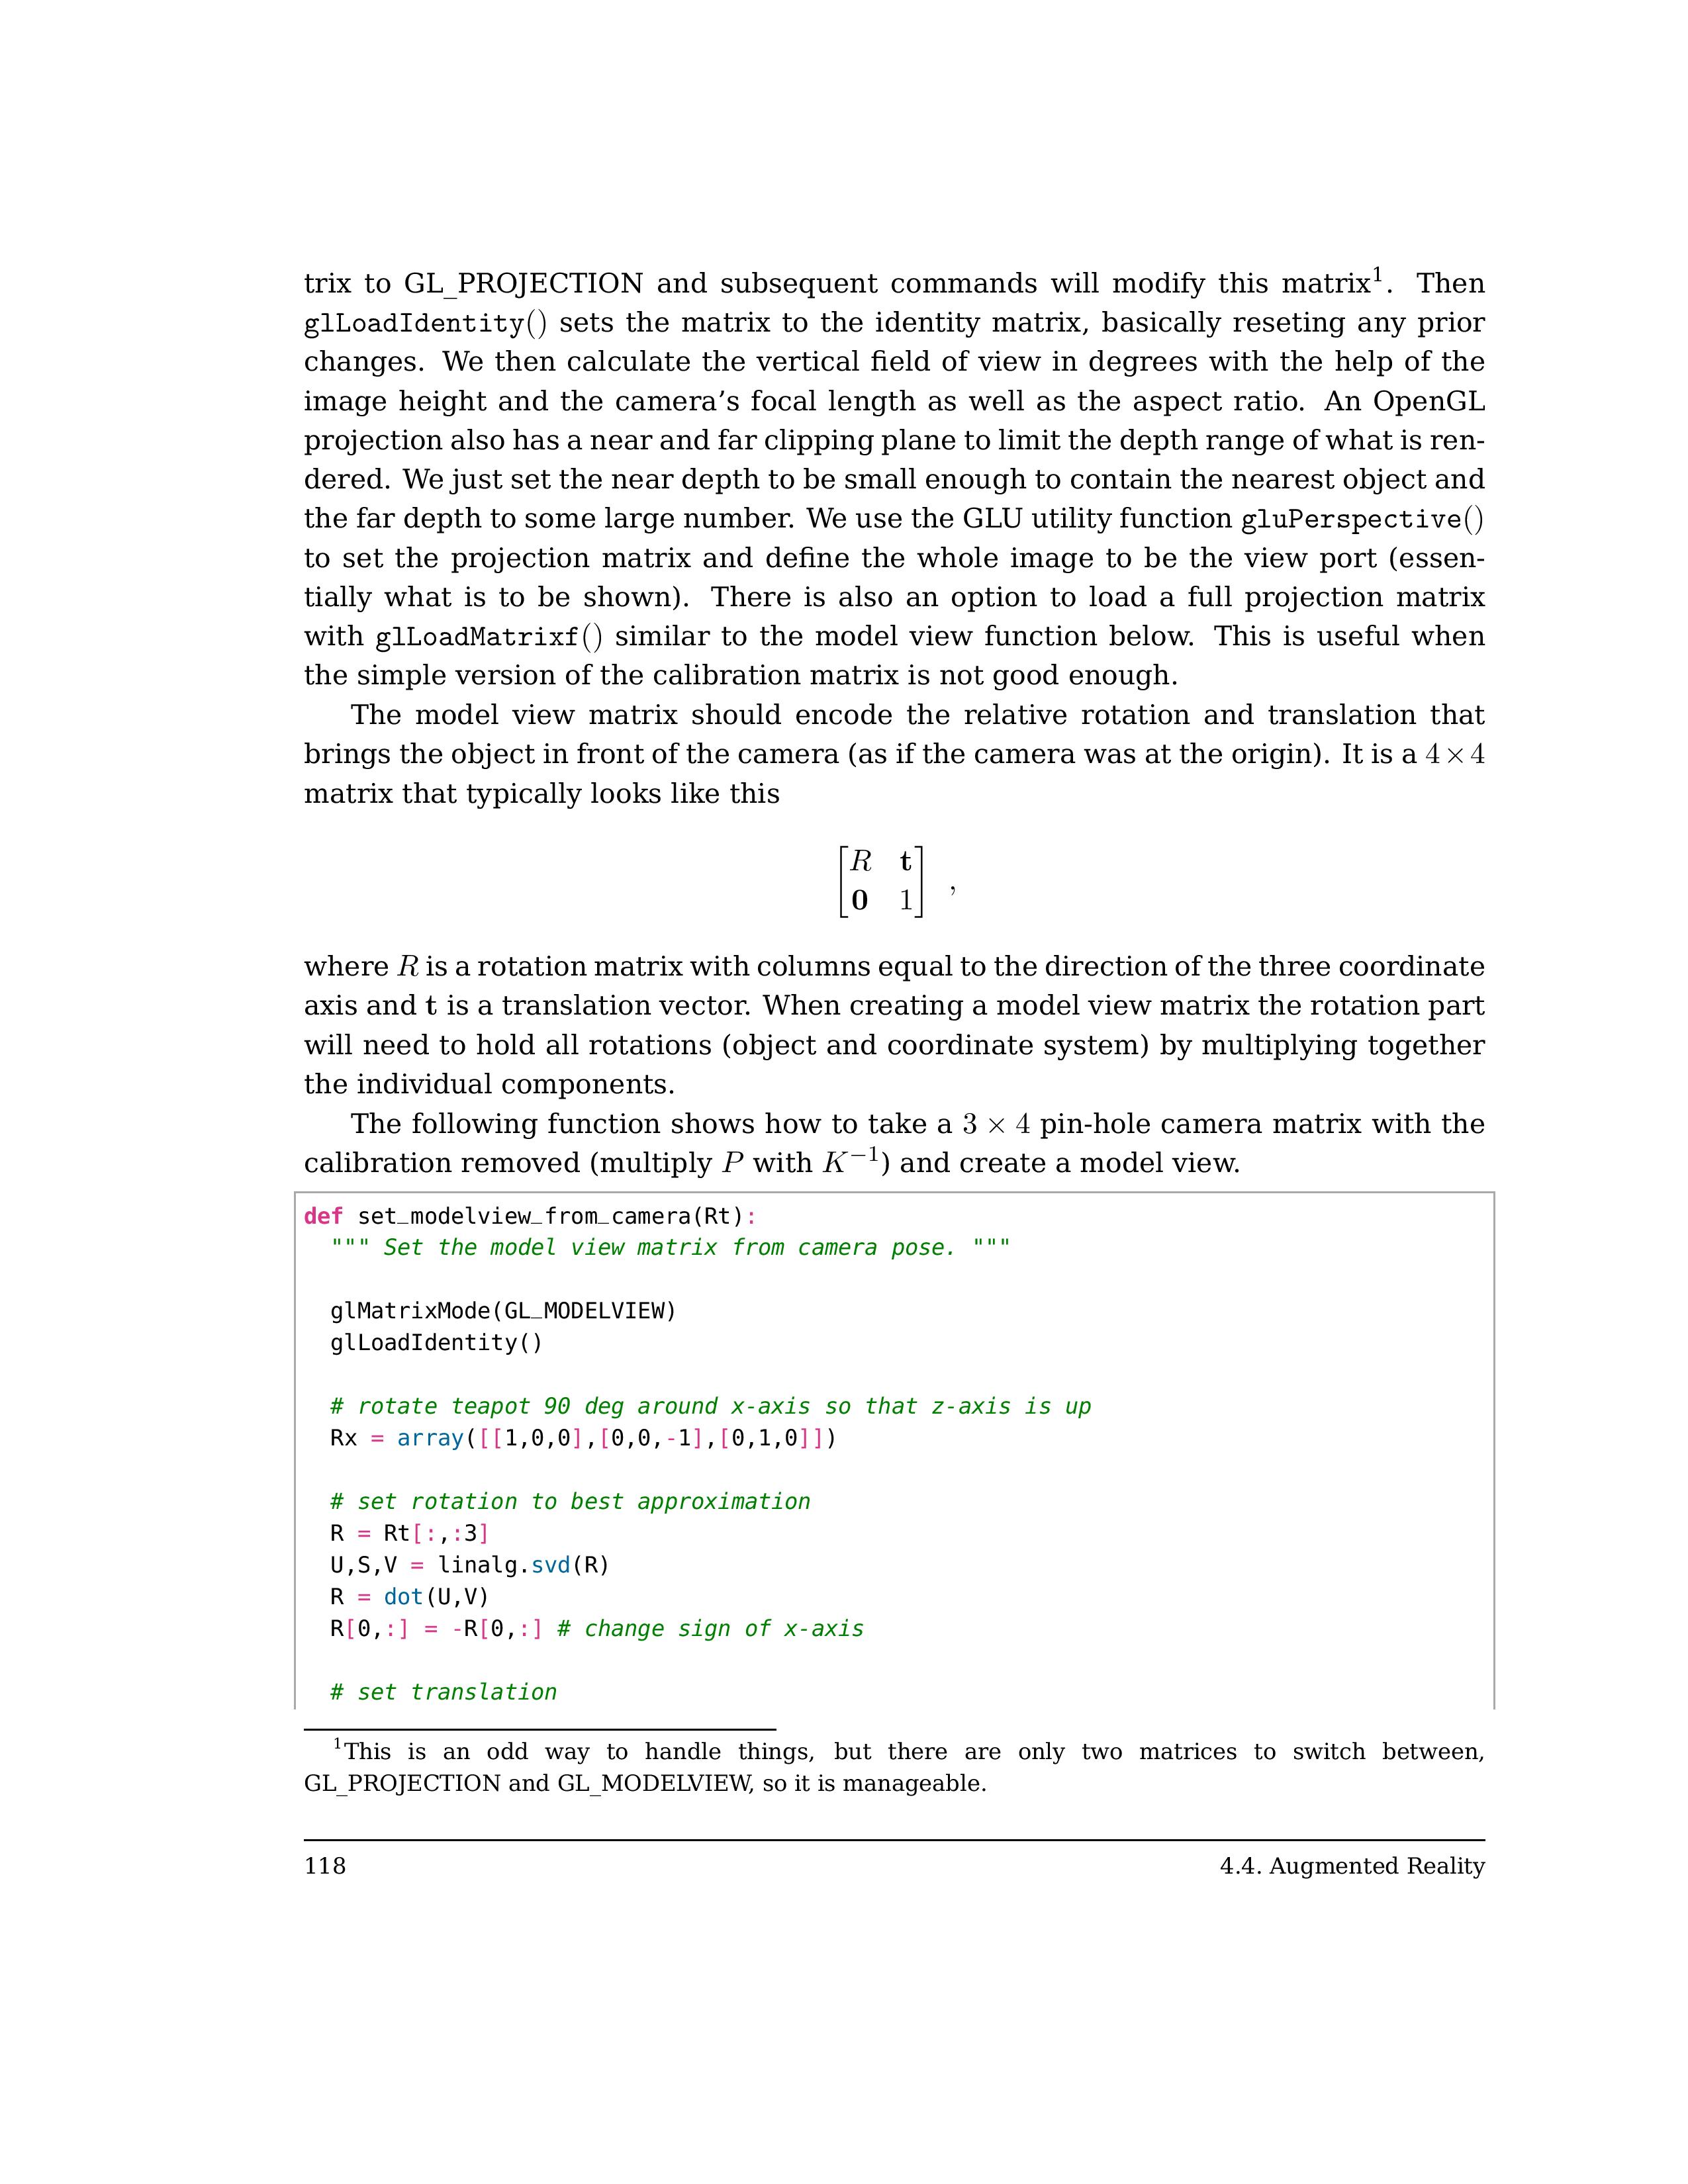 trix to GL_PROJECTION and subsequent commands will modify this matrix¹. Then
glLoadIdentity() sets the matrix to the identity matrix, basically reseting any prior
changes. We then calculate the vertical field of view in degrees with the help of the
image height and the camera's focal length as well as the aspect ratio. An OpenGL
projection also has a near and far clipping plane to limit the depth range of what is ren-
dered. We just set the near depth to be small enough to contain the nearest object and
the far depth to some large number. We use the GLU utility function gluPerspective()
to set the projection matrix and define the whole image to be the view port (essen-
tially what is to be shown). There is also an option to load a full projection matrix
with glLoadMatrixf() similar to the model view function below. This is useful when
the simple version of the calibration matrix is not good enough.
The model view matrix should encode the relative rotation and translation that
brings the object in front of the camera (as if the camera was at the origin). It is a 4 × 4
matrix that typically looks like this
[R t
0 1] ,
where R is a rotation matrix with columns equal to the direction of the three coordinate
axis and t is a translation vector. When creating a model view matrix the rotation part
will need to hold all rotations (object and coordinate system) by multiplying together
the individual components.
The following function shows how to take a 3 × 4 pin-hole camera matrix with the
calibration removed (multiply P with K⁻¹) and create a model view.
def set_modelview_from_camera(Rt):
  """ Set the model view matrix from camera pose. """
  glMatrixMode(GL_MODELVIEW)
  glLoadIdentity()
  # rotate teapot 90 deg around x-axis so that z-axis is up
  Rx = array([[1,0,0],[0,0,-1],[0,1,0]])
  # set rotation to best approximation
  R = Rt[:,:3]
  U,S,V = linalg.svd(R)
  R = dot(U,V)
  R[0,:] = -R[0,:] # change sign of x-axis
  # set translation
¹This is an odd way to handle things, but there are only two matrices to switch between,
GL_PROJECTION and GL_MODELVIEW, so it is manageable.
118 4.4. Augmented Reality